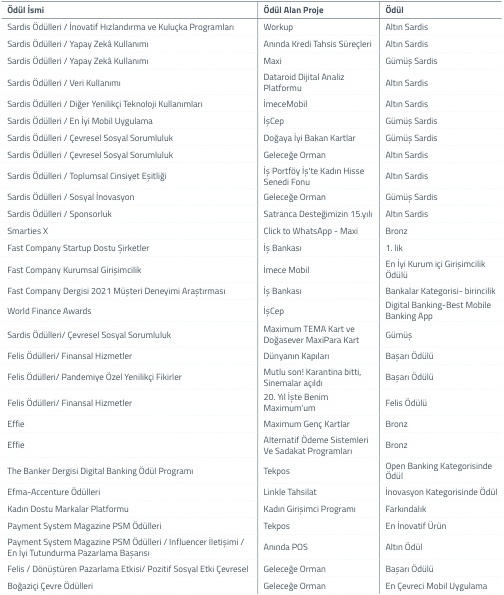 Ödül İsmi Ödül Alan Proje Ödül
Sardis Ödülleri / İnovatif Hızlandırma ve Kuluçka Programları Workup Altın Sardis
Sardis Ödülleri / Yapay Zekâ Kullanımı Anında Kredi Tahsis Süreçleri Altın Sardis
Sardis Ödülleri / Yapay Zekâ Kullanımı Maxi Gümüş Sardis
Sardis Ödülleri / Veri Kullanımı Dataroid Dijital Analiz
Platformu Altın Sardis
Sardis Ödülleri / Diğer Yenilikçi Teknoloji Kullanımları İmeceMobil Altın Sardis
Sardis Ödülleri / En İyi Mobil Uygulama İşCep Gümüş Sardis
Sardis Ödülleri / Çevresel Sosyal Sorumluluk Doğaya İyi Bakan Kartlar Gümüş Sardis
Sardis Ödülleri / Çevresel Sosyal Sorumluluk Geleceğe Orman Altın Sardis
Sardis Ödülleri / Toplumsal Cinsiyet Eşitliği İş Portföy İş'te Kadın Hisse
Senedi Fonu Altın Sardis
Sardis Ödülleri / Sosyal İnovasyon Geleceğe Orman Gümüş Sardis
Sardis Ödülleri / Sponsorluk Satranca Desteğimizin 15.yılı Altın Sardis
Smarties X Click to WhatsApp - Maxi Bronz
Fast Company Startup Dostu Şirketler İş Bankası 1. lik
Fast Company Kurumsal Girişimcilik İmece Mobil En İyi Kurum içi Girişimcilik
Ödülü
Fast Company Dergisi 2021 Müşteri Deneyimi Araştırması İş Bankası Bankalar Kategorisi- birincilik
World Finance Awards İşCep Digital Banking-Best Mobile
Banking App
Sardis Ödülleri/ Çevresel Sosyal Sorumluluk Maximum TEMA Kart ve
Doğasever MaxiPara Kart Gümüş
Felis Ödülleri/ Finansal Hizmetler Dünyanın Kapıları Başarı Ödülü
Felis Ödülleri/ Pandemiye Özel Yenilikçi Fikirler Mutlu son! Karantina bitti,
Sinemalar açıldı Başarı Ödülü
Felis Ödülleri/ Finansal Hizmetler 20. Yıl İşte Benim
Maximum'um Felis Ödülü
Effie Maximum Genç Kartlar Bronz
Effie Alternatif Ödeme Sistemleri
Ve Sadakat Programları Bronz
The Banker Dergisi Digital Banking Ödül Programı Tekpos Open Banking Kategorisinde
Ödül
Efma-Accenture Ödülleri Linkle Tahsilat İnovasyon Kategorisinde Ödül
Kadın Dostu Markalar Platformu Kadın Girişimci Programı Farkındalık
Payment System Magazine PSM Ödülleri Tekpos En İnovatif Ürün
Payment System Magazine PSM Ödülleri / Influencer İletişimi /
En İyi Tutundurma Pazarlama Başarısı Anında POS Altın Ödül
Felis / Dönüştüren Pazarlama Etkisi/ Pozitif Sosyal Etki Çevresel Geleceğe Orman Başarı Ödülü
Boğaziçi Çevre Ödülleri Geleceğe Orman En Çevreci Mobil Uygulama